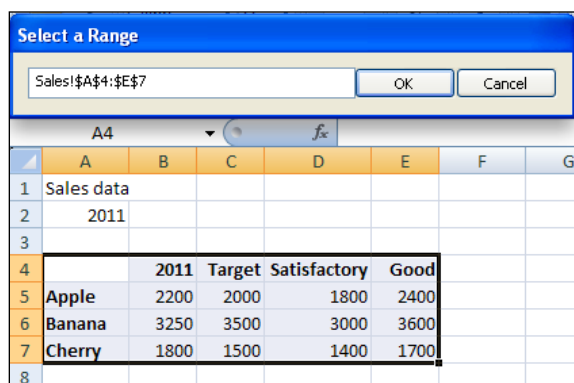 Select a Range
Sales!$A$4:$E$7
OK Cancel
A4 fx
A B C D E F G
1 Sales data
2 2011
3
4 2011 Target Satisfactory Good
5 Apple 2200 2000 1800 2400
6 Banana 3250 3500 3000 3600
7 Cherry 1800 1500 1400 1700
8